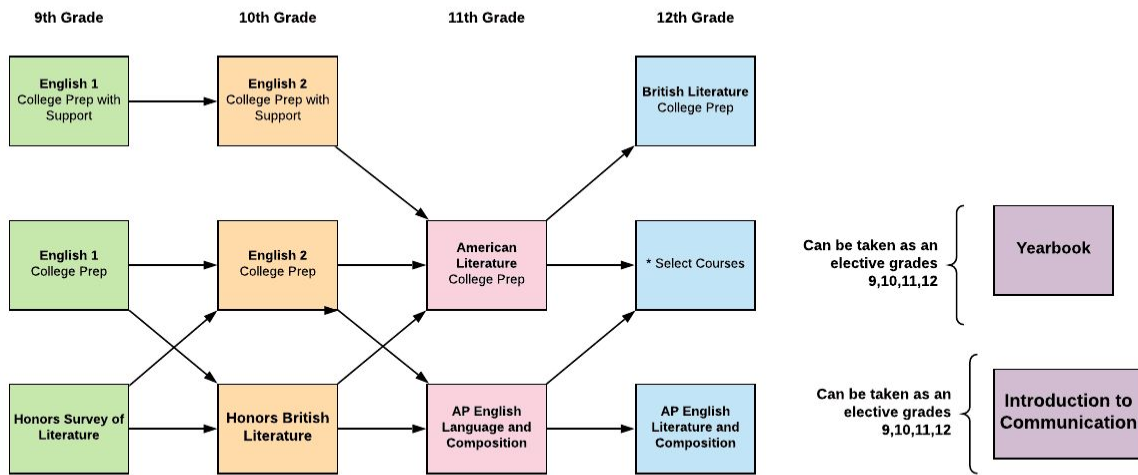 9th Grade
10th Grade
11th Grade
12th Grade
English 1
College Prep with
Support
English 2
College Prep with
Support
British Literature
College Prep
English 1
College Prep
English 2
College Prep
American
Literature
College Prep
* Select Courses
Can be taken as an
elective grades
9,10,11,12
Yearbook
Honors Survey of
Literature
Honors British
Literature
AP English
Language and
Composition
AP English
Literature and
Composition
Can be taken as an
elective grades
9,10,11,12
Introduction to
Communication